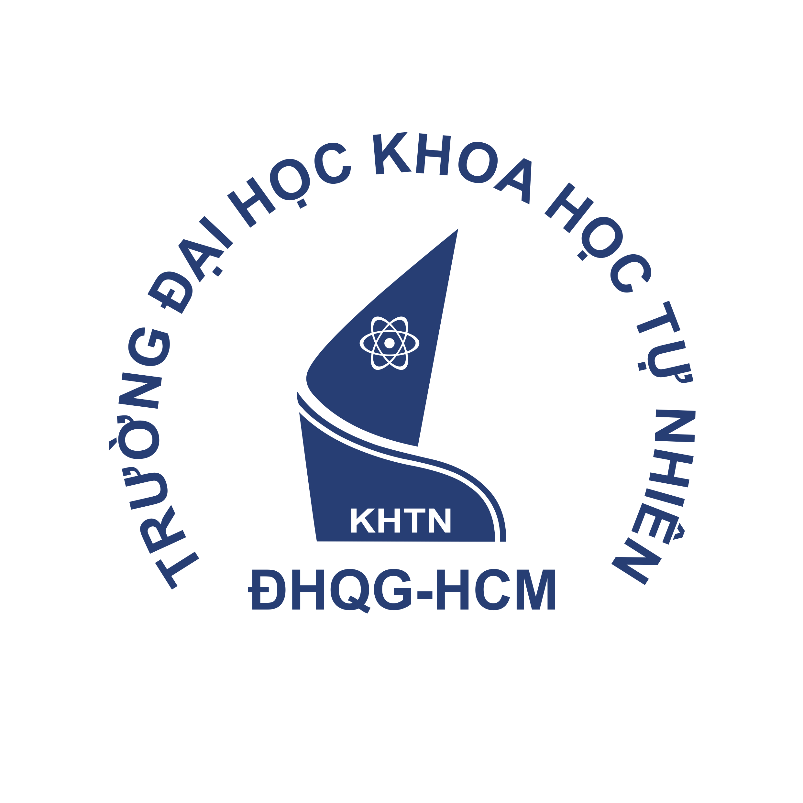 TRƯỜNG ĐẠI HỌC KHOA HỌC TỰ NHIÊN
KHTN
ĐHQG-HCM